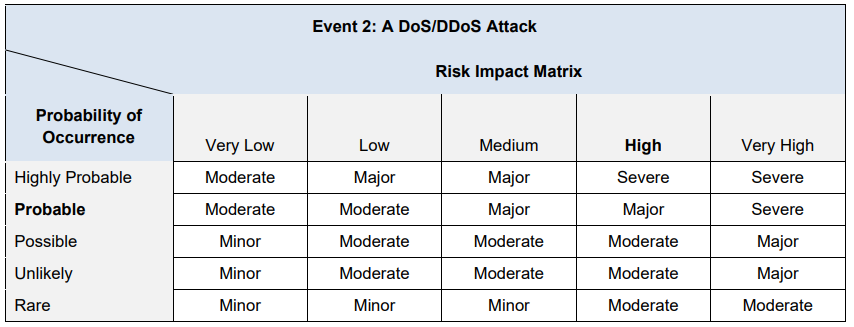 Event 2: A DoS/DDoS Attack
Risk Impact Matrix
Probability of
Occurrence
Very Low Low Medium High Very High
Highly Probable Moderate Major Major Severe Severe
Probable Moderate Moderate Major Major Severe
Possible Minor Moderate Moderate Moderate Major
Unlikely Minor Moderate Moderate Moderate Major
Rare Minor Minor Minor Moderate Moderate